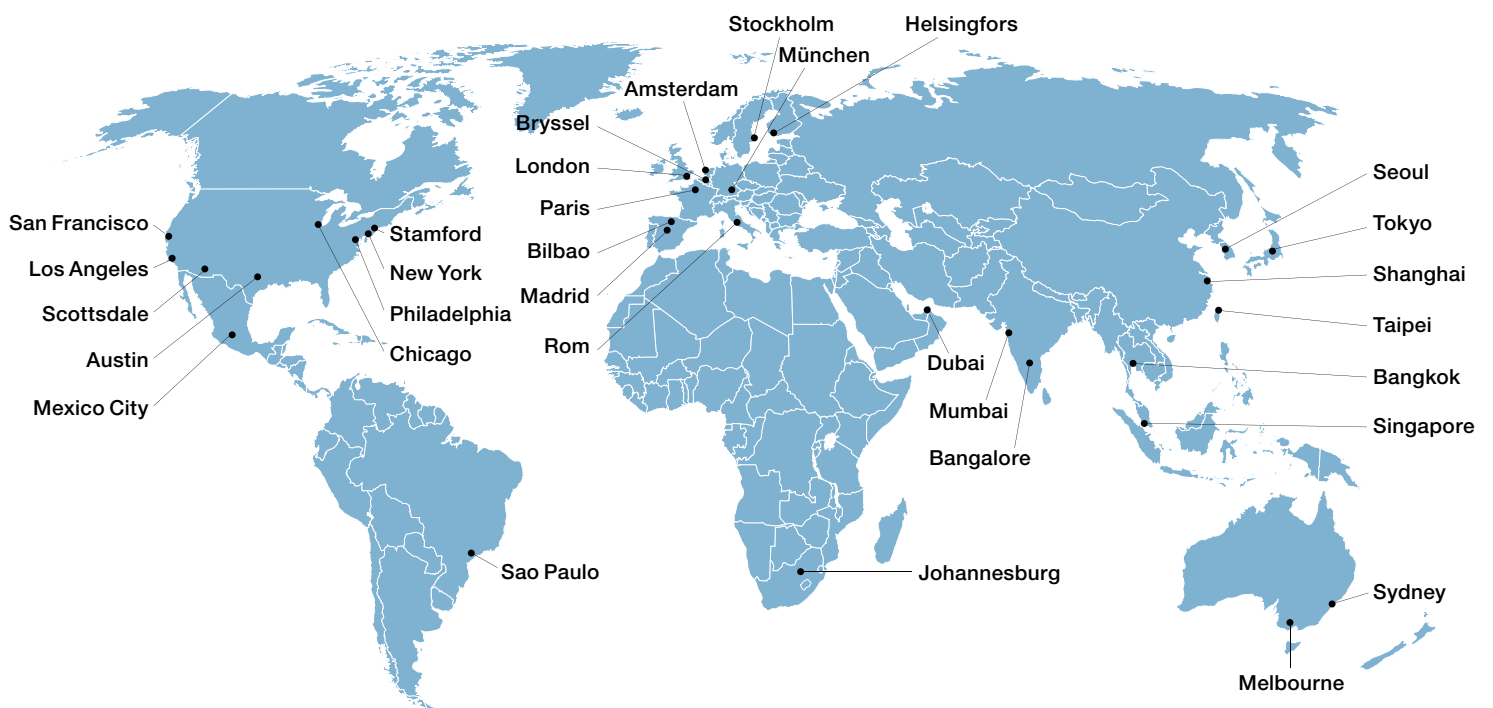 Stockholm
Helsingfors
München
Amsterdam
Bryssel
London
Paris
Bilbao
Madrid
Rom
San Francisco
Los Angeles
Scottsdale
Austin
Mexico City
Stamford
New York
Philadelphia
Chicago
Sao Paulo
Dubai
Mumbai
Bangalore
Johannesburg
Seoul
Tokyo
Shanghai
Taipei
Bangkok
Singapore
Sydney
Melbourne